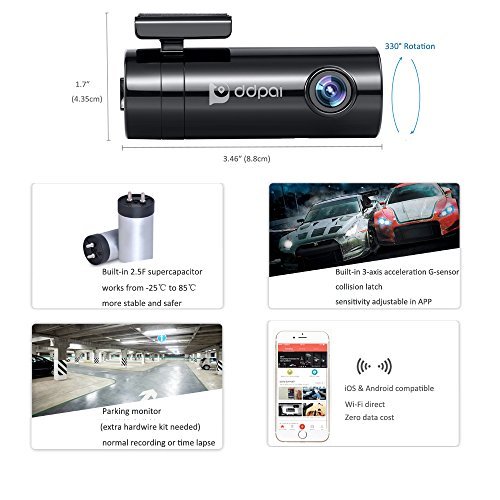 ddpai
330° Rotation
1.7"
(4.35cm)
3.46" (8.8cm)
Built-in 2.5F supercapacitor
works from -25℃ to 85℃
more stable and safer
Built-in 3-axis acceleration G-sensor
collision latch
sensitivity adjustable in APP
Parking monitor
(extra hardwire kit needed)
normal recording or time lapse
iOS & Android compatible
Wi-Fi direct
Zero data cost